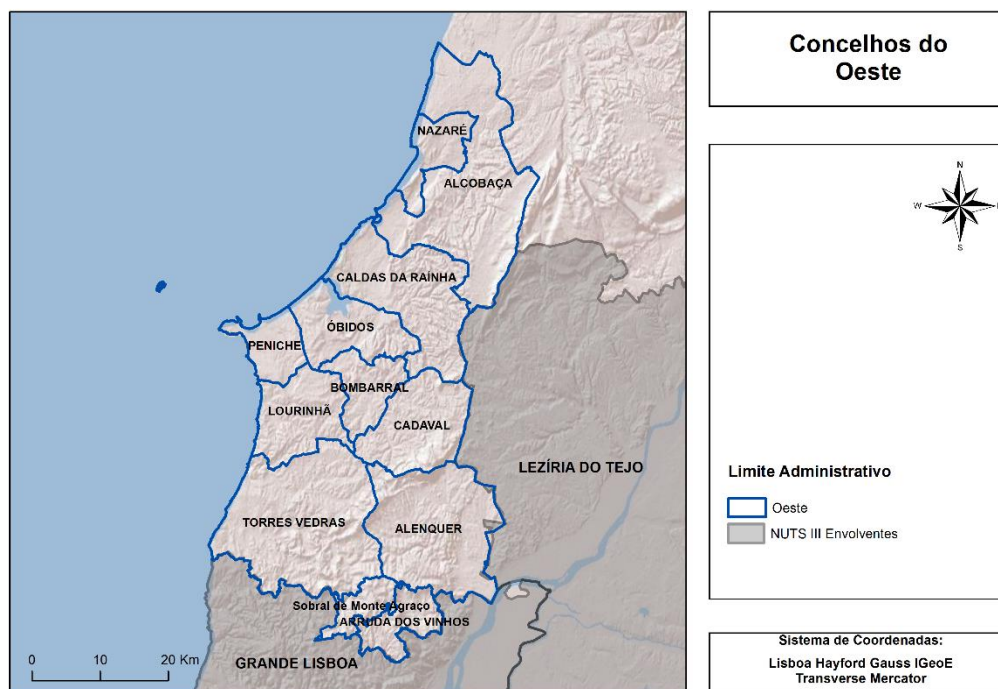 Concelhos do
Oeste
NAZARÉ
ALCOBAÇA
CALDAS DA RAÍNHA
ÓBIDOS
PENICHE
BOMBARRAL
LOURINHÃ
CADAVAL
LEZÍRIA DO TEJO
TORRES VEDRAS
ALENQUER
Sobral de Monte Agraço
ARRUDA DOS VINHOS
GRANDE LISBOA
0 10 20 Km
N
W
S
Limite Administrativo
Oeste
NUTS III Envolventes
Sistema de Coordenadas:
Lisboa Hayford Gauss IGeoE
Transverse Mercator